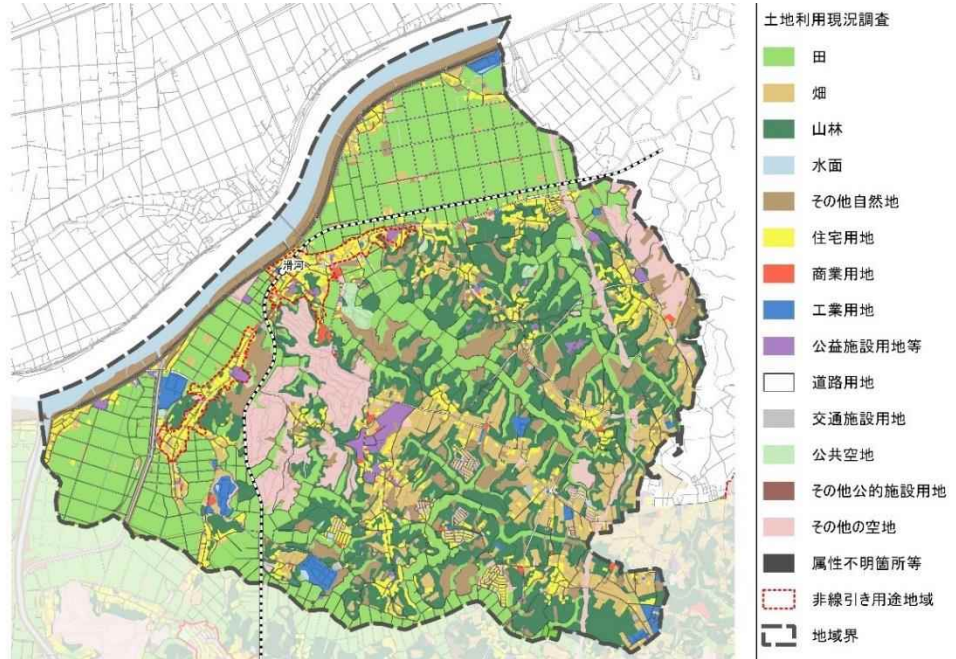 土地利用現況調査
田
畑
山林
水面
その他自然地
住宅用地
商業用地
工業用地
公益施設用地等
道路用地
交通施設用地
公共空地
その他公的施設用地
その他の空地
属性不明箇所等
非線引き用途地域
地域界
滑河